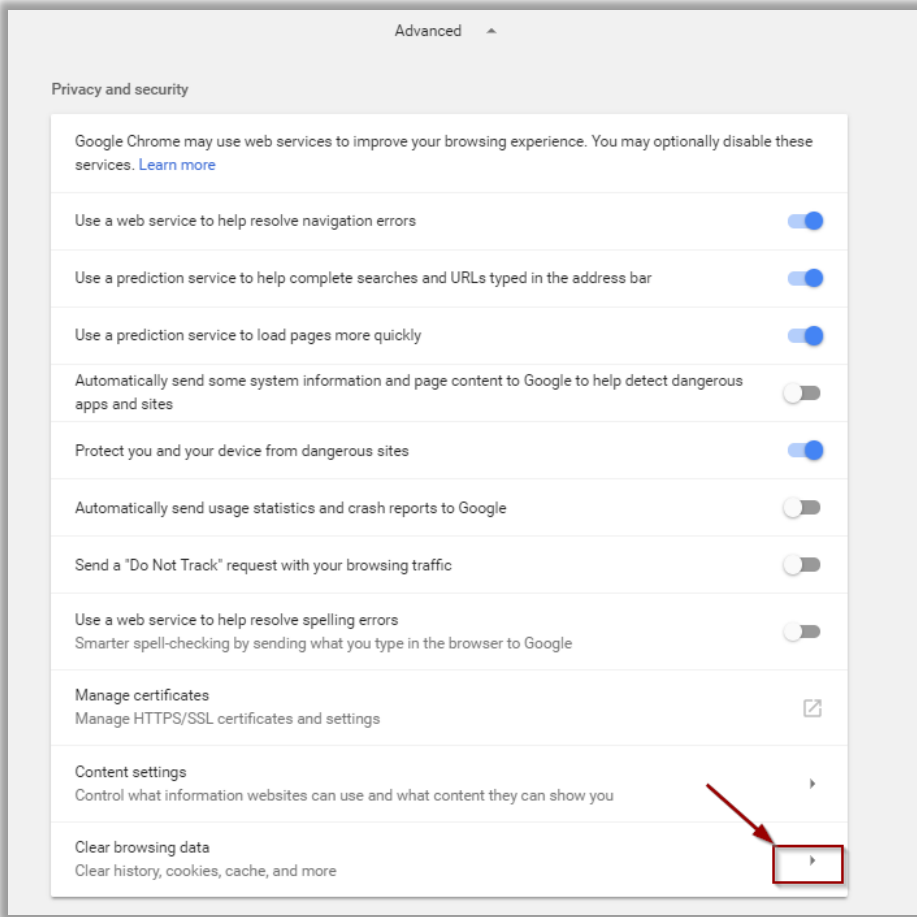 Advanced
Privacy and security
Google Chrome may use web services to improve your browsing experience. You may optionally disable these
services. Learn more
Use a web service to help resolve navigation errors
Use a prediction service to help complete searches and URLs typed in the address bar
Use a prediction service to load pages more quickly
Automatically send some system information and page content to Google to help detect dangerous
apps and sites
Protect you and your device from dangerous sites
Automatically send usage statistics and crash reports to Google
Send a "Do Not Track" request with your browsing traffic
Use a web service to help resolve spelling errors
Smarter spell-checking by sending what you type in the browser to Google
Manage certificates
Manage HTTPS/SSL certificates and settings
Content settings
Control what information websites can use and what content they can show you
Clear browsing data
Clear history, cookies, cache, and more